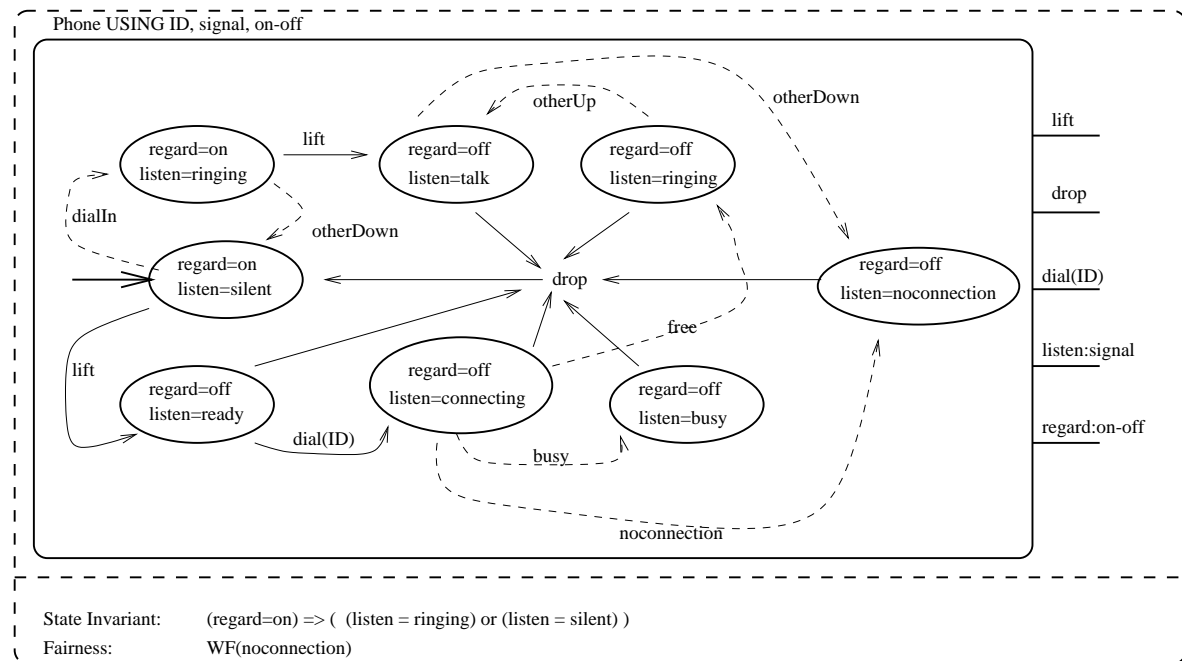 Phone USING ID, signal, on-off
otherUp
otherDown
lift
regard=on
listen=ringing
lift
regard=off
listen=talk
regard=off
listen=ringing
drop
dialIn
otherDown
regard=on
listen=silent
drop
regard=off
listen=noconnection
dial(ID)
free
listen:signal
lift
regard=off
listen=ready
regard=off
listen=connecting
regard=off
listen=busy
regard:on-off
dial(ID)
busy
noconnection
State Invariant: (regard=on) => ( (listen = ringing) or (listen = silent) )
Fairness: WF(noconnection)